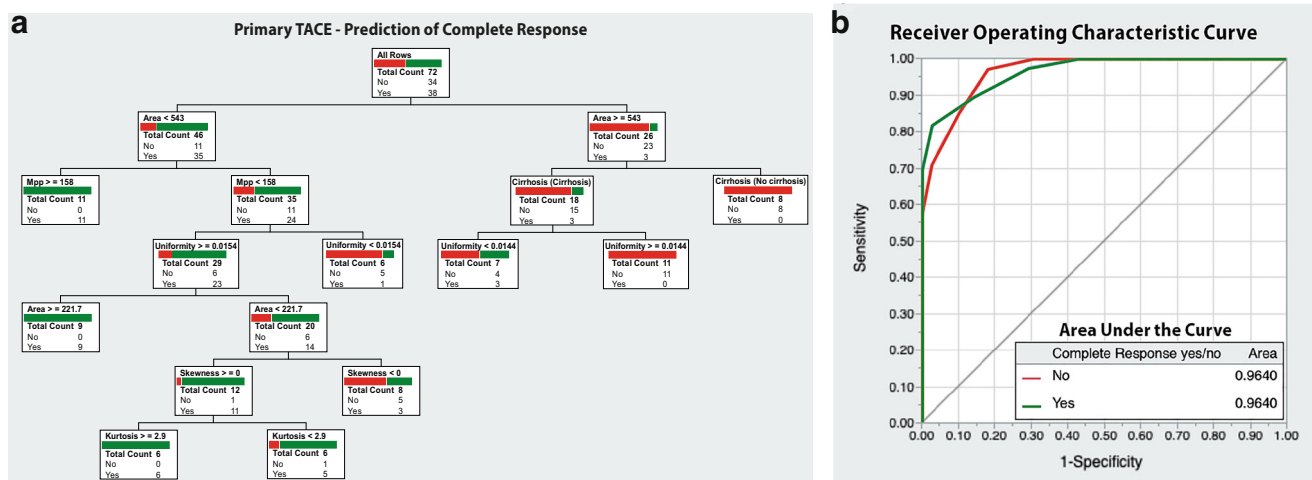 a
Primary TACE - Prediction of Complete Response
All Rows
Total Count 72
No 34
Yes 38
Area < 543
Total Count 46
No 11
Yes 35
Area >= 543
Total Count 26
No 23
Yes 3
Mpp >= 158
Total Count 11
No 0
Yes 11
Mpp < 158
Total Count 35
No 11
Yes 24
Cirrhosis (Cirrhosis)
Total Count 18
No 15
Yes 3
Cirrhosis (No cirrhosis)
Total Count 8
No 8
Yes 0
Uniformity >= 0.0154
Total Count 29
No 6
Yes 23
Uniformity < 0.0154
Total Count 6
No 5
Yes 1
Uniformity < 0.0144
Total Count 7
No 4
Yes 3
Uniformity >= 0.0144
Total Count 11
No 11
Yes 0
Area >= 221.7
Total Count 9
No 0
Yes 9
Area < 221.7
Total Count 20
No 6
Yes 14
Skewness >= 0
Total Count 12
No 1
Yes 11
Skewness < 0
Total Count 8
No 5
Yes 3
Kurtosis >= 2.9
Total Count 6
No 0
Yes 6
Kurtosis < 2.9
Total Count 6
No 1
Yes 5
b
Receiver Operating Characteristic Curve
1.00
0.90
0.80
0.70
0.60
0.50
0.40
0.30
0.20
0.10
0.00
Sensitivity
Area Under the Curve
Complete Response yes/no Area
No 0.9640
Yes 0.9640
0.00 0.10 0.20 0.30 0.40 0.50 0.60 0.70 0.80 0.90 1.00
1-Specificity